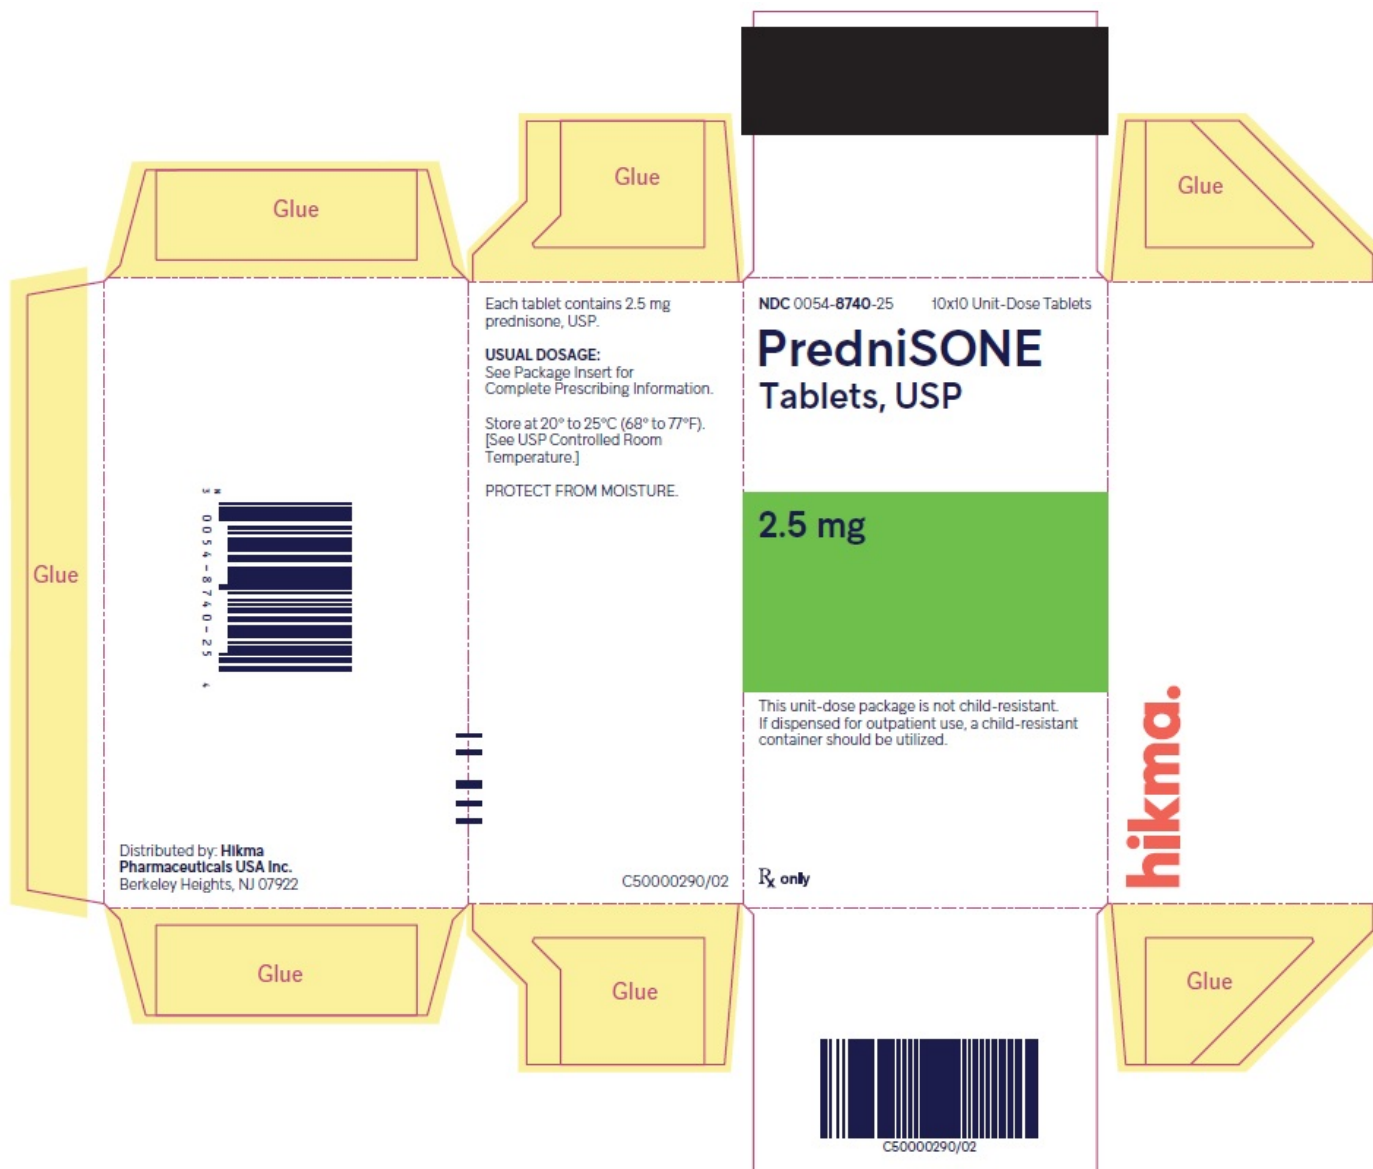 Glue
Glue
Glue
Glue
N
3 0054-8740-25 4
Distributed by: Hikma
Pharmaceuticals USA Inc.
Berkeley Heights, NJ 07922
Glue
Each tablet contains 2.5 mg
prednisone, USP.
USUAL DOSAGE:
See Package Insert for
Complete Prescribing Information.
Store at 20° to 25°C (68° to 77°F).
[See USP Controlled Room
Temperature.]
PROTECT FROM MOISTURE.
C50000290/02
NDC 0054-8740-25 10x10 Unit-Dose Tablets
PredniSONE
Tablets, USP
2.5 mg
This unit-dose package is not child-resistant.
If dispensed for outpatient use, a child-resistant
container should be utilized.
Rx only
hikma.
Glue
Glue
Glue
C50000290/02